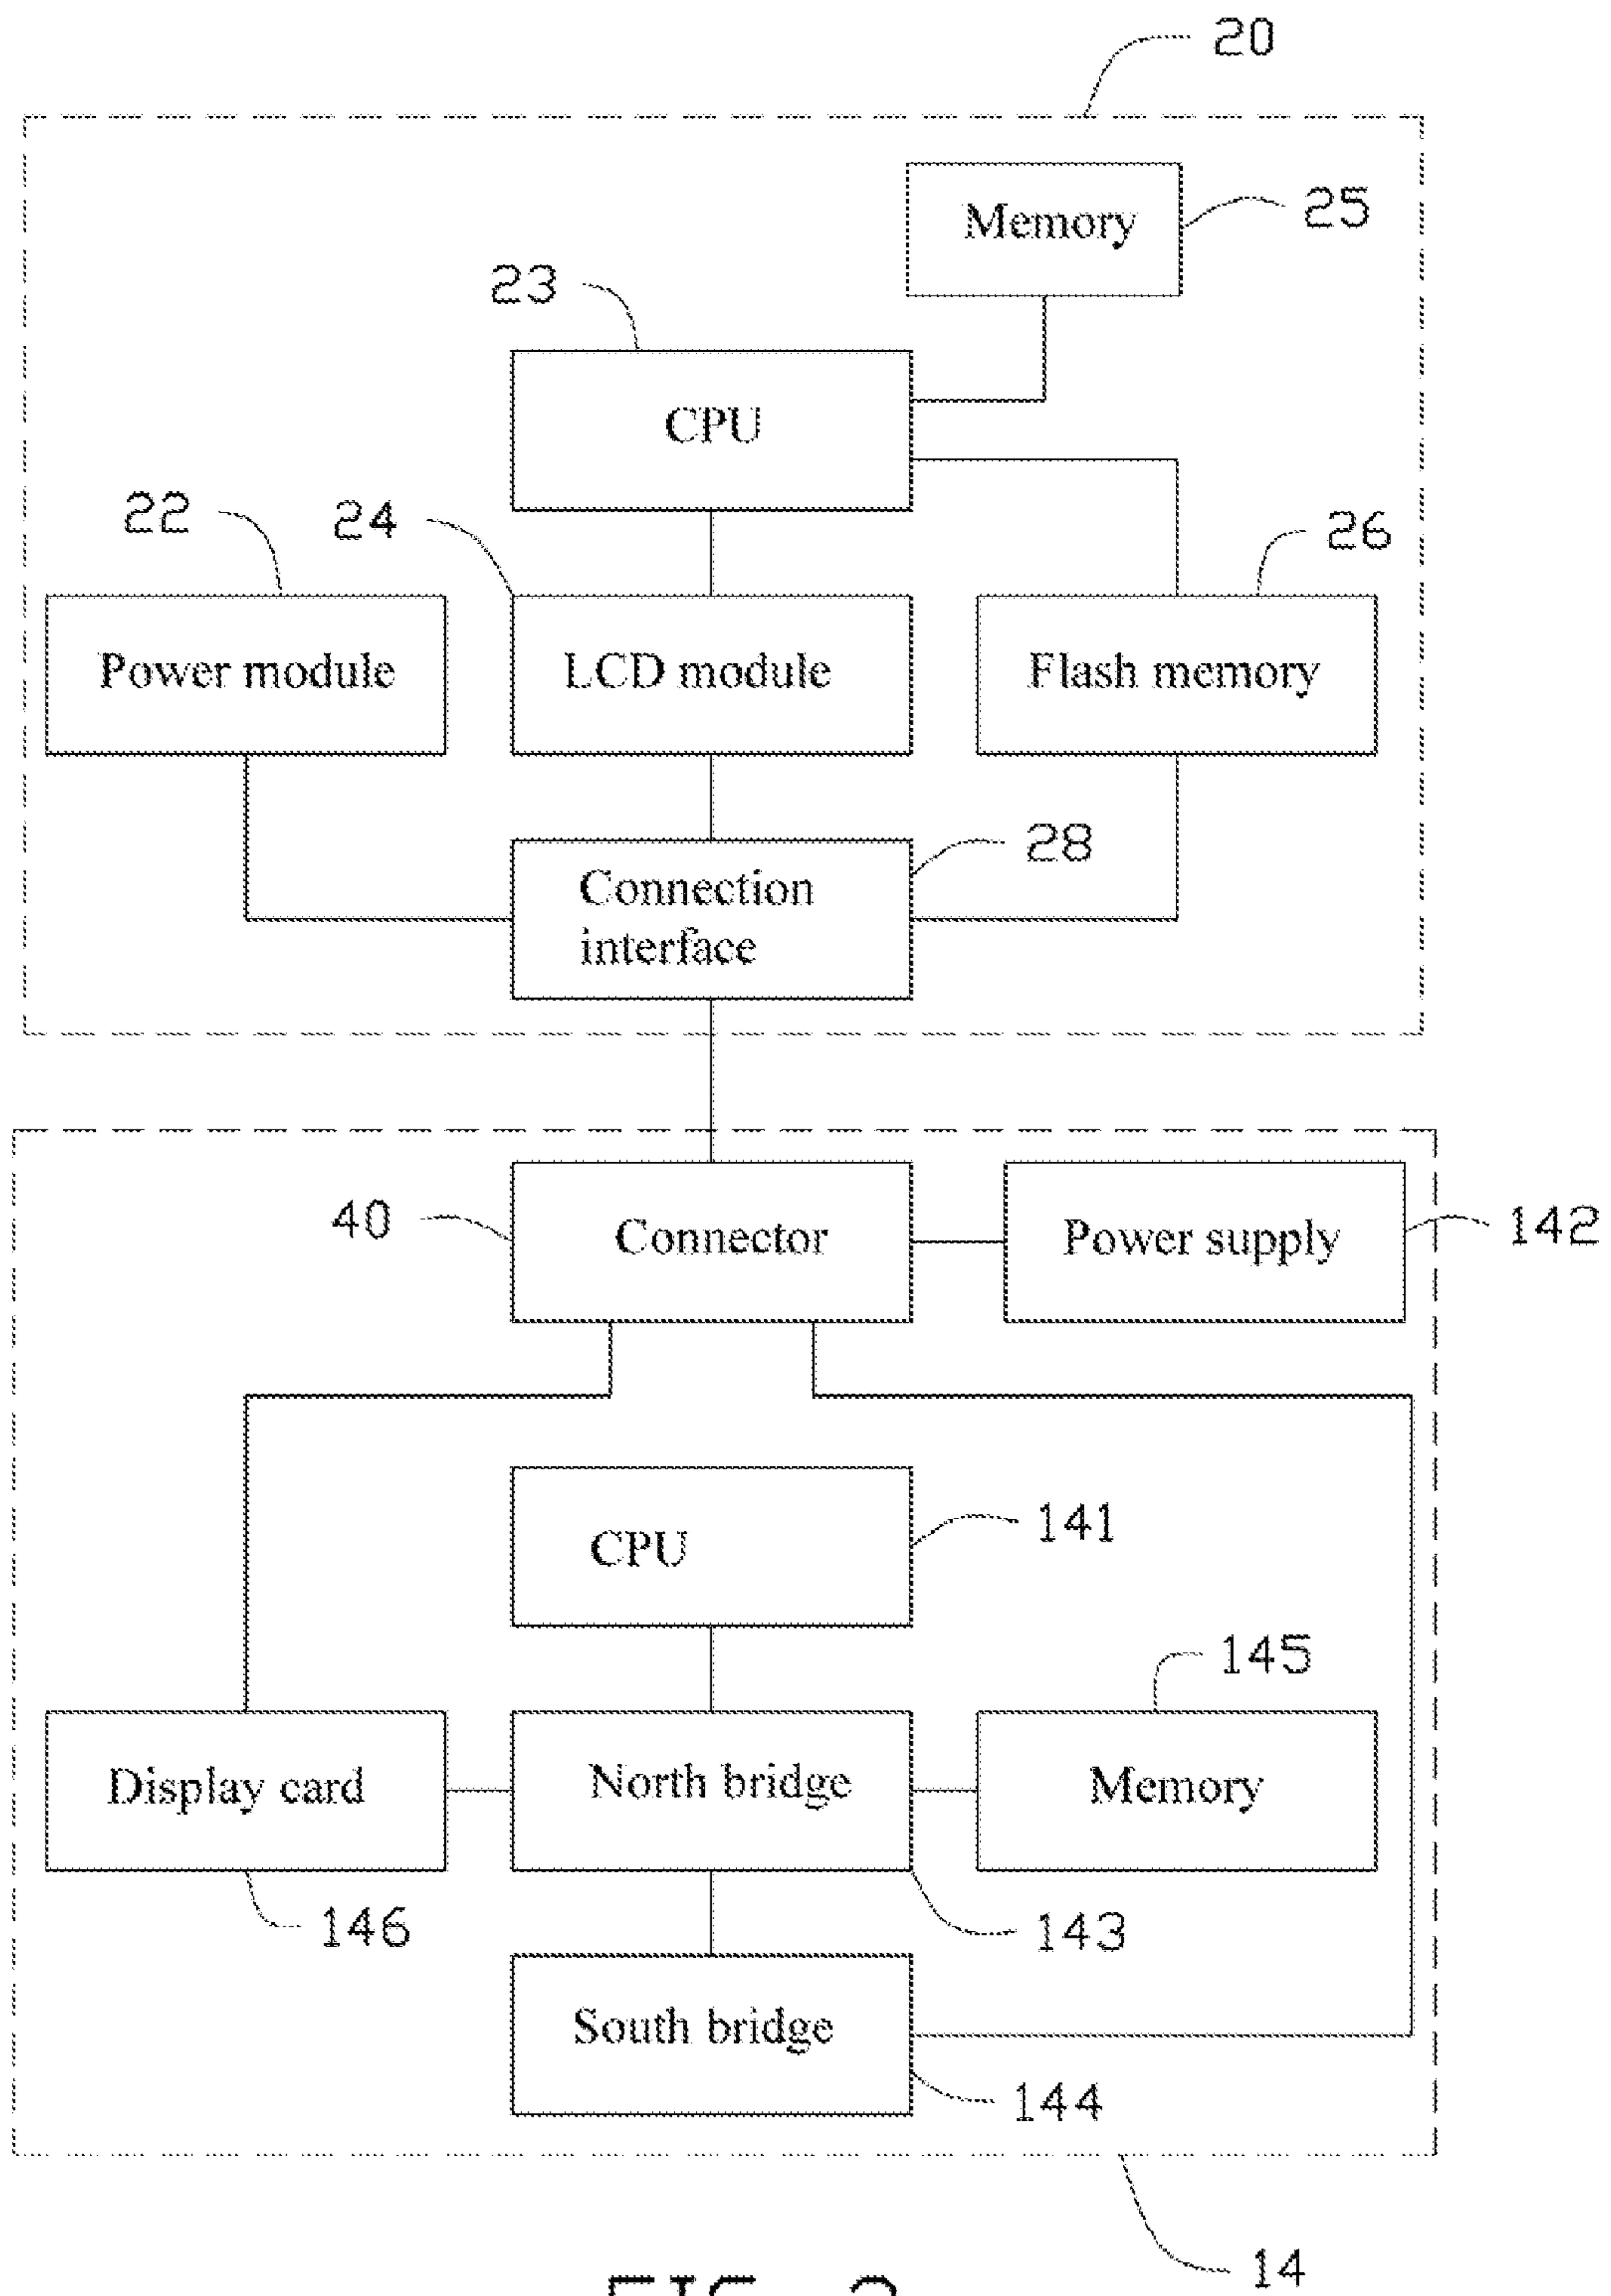 20
Memory
25
23
CPU
22
24
26
Power module
LCD module
Flash memory
28
Connection
interface
40
Connector
Power supply
142
CPU
141
145
Display card
North bridge
Memory
146
143
South bridge
144
14